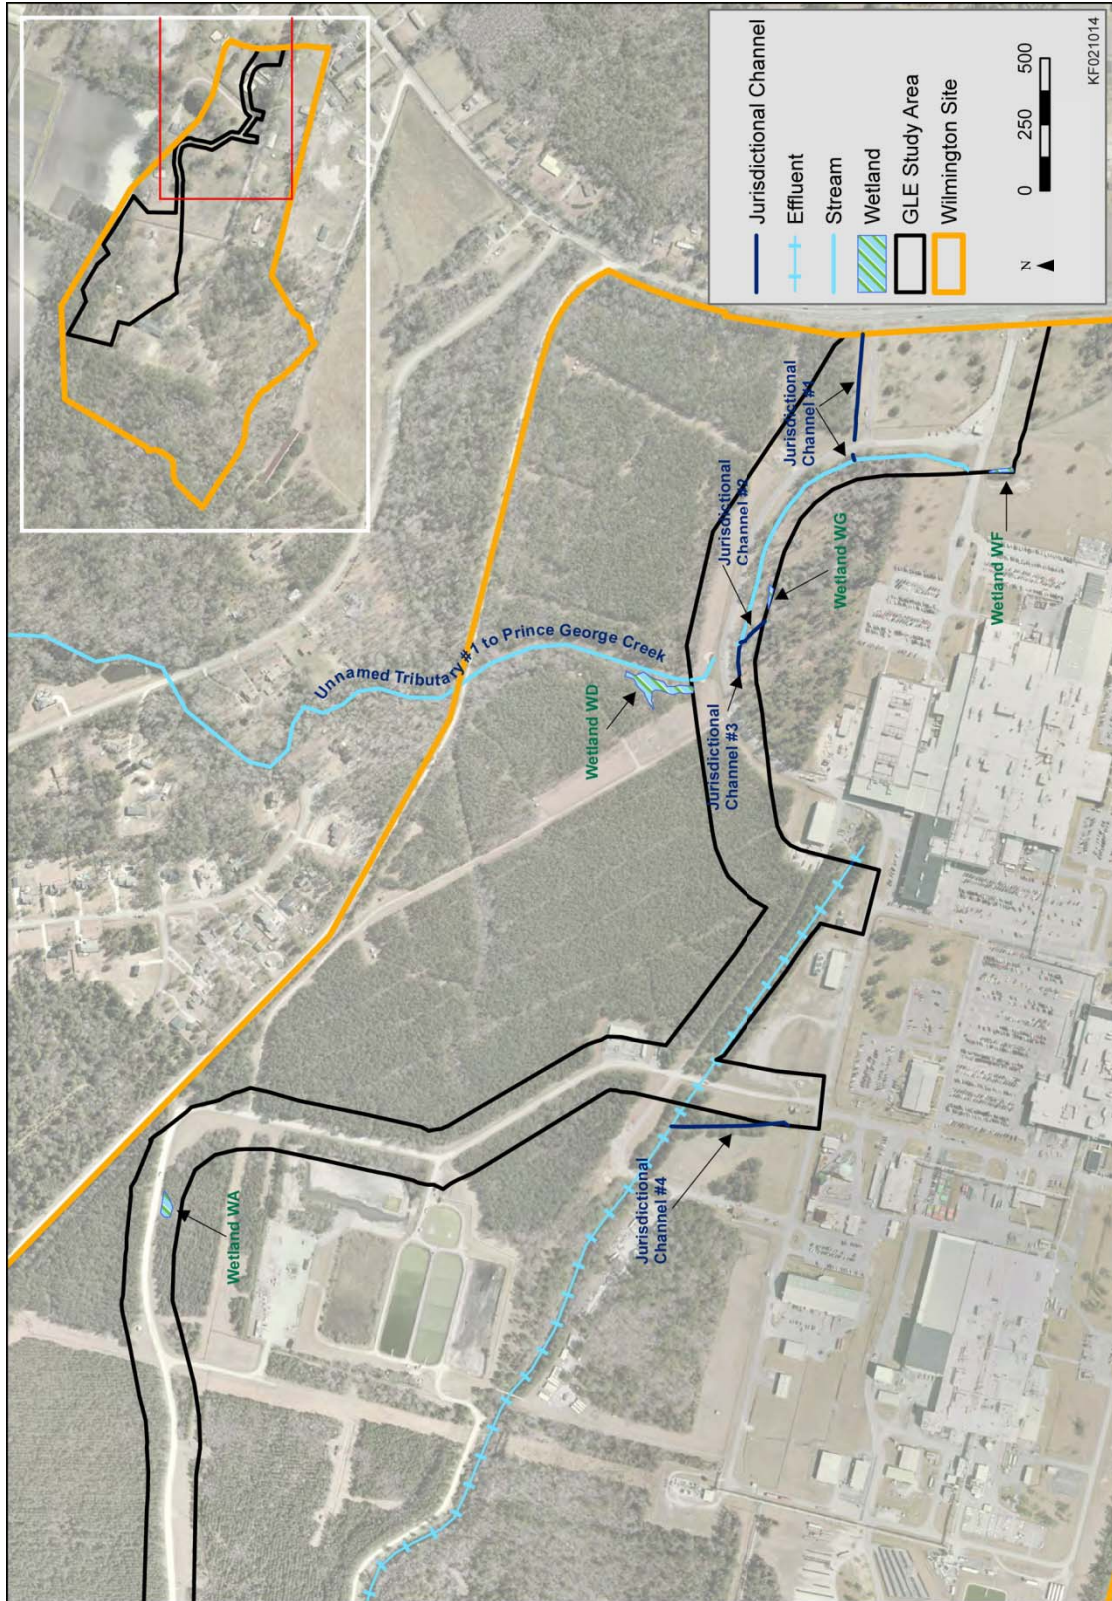 Unnamed Tributary #1 to Prince George Creek
Wetland WD
Jurisdictional
Channel #2
Jurisdictional
Channel #1
Jurisdictional
Channel #3
Wetland WG
Wetland WF
Wetland WA
Jurisdictional
Channel #4
Jurisdictional Channel
Effluent
Stream
Wetland
GLE Study Area
Wilmington Site
N
0 250 500
KF021014